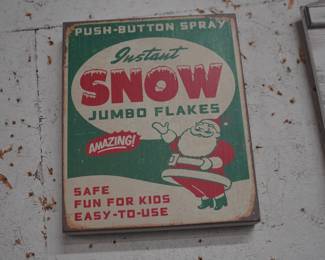 PUSH-BUTTON SPRAY
Instant
SNOW
JUMBO FLAKES
AMAZING!
SAFE
FUN FOR KIDS
EASY-TO-USE